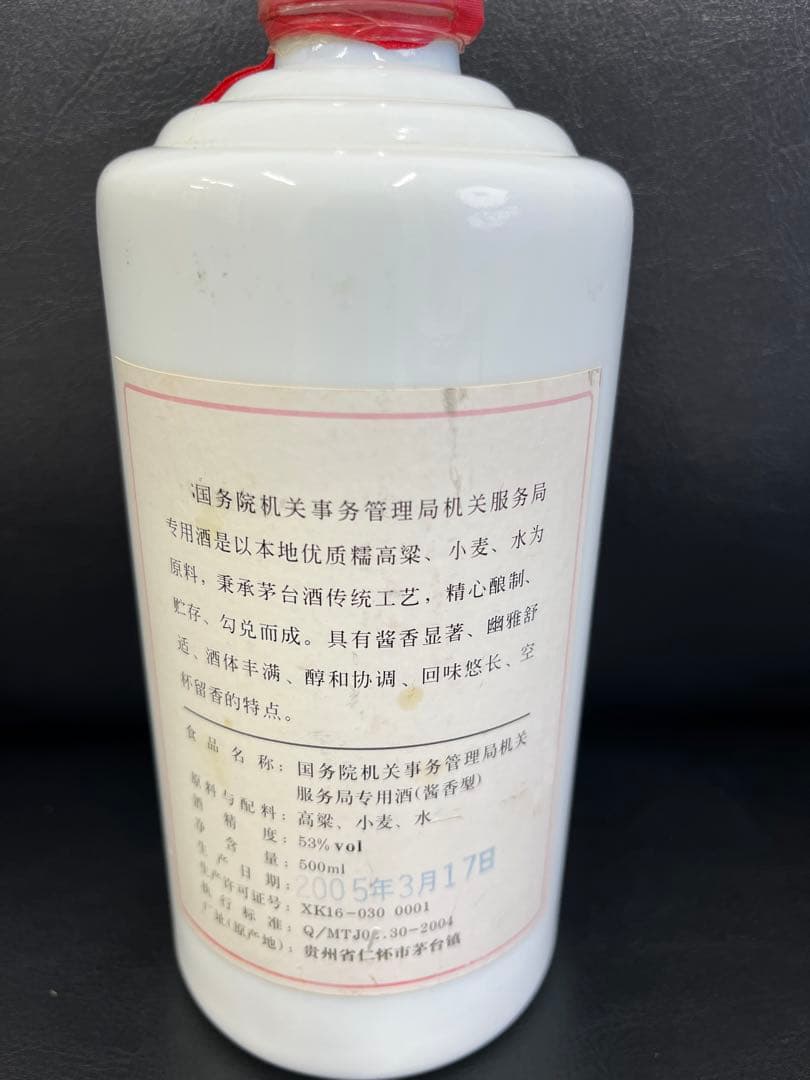 国务院机关事务管理局机关服务局
专用酒是以本地优质糯高粱、小麦、水为
原料，秉承茅台酒传统工艺，精心酿制、
贮存、勾兑而成。具有酱香显著、幽雅舒
适、酒体丰满、醇和协调、回味悠长、空
杯留香的特点。
食品名称：国务院机关事务管理局机关
服务局专用酒(酱香型)
原料与配料：高粱、小麦、水
酒精度：53%vol
净含量：500ml
生产日期：2005年3月17日
生产许可证号：XK16-030 0001
执行标准：Q/MTJ02.30-2004
厂址(原产地)：贵州省仁怀市茅台镇